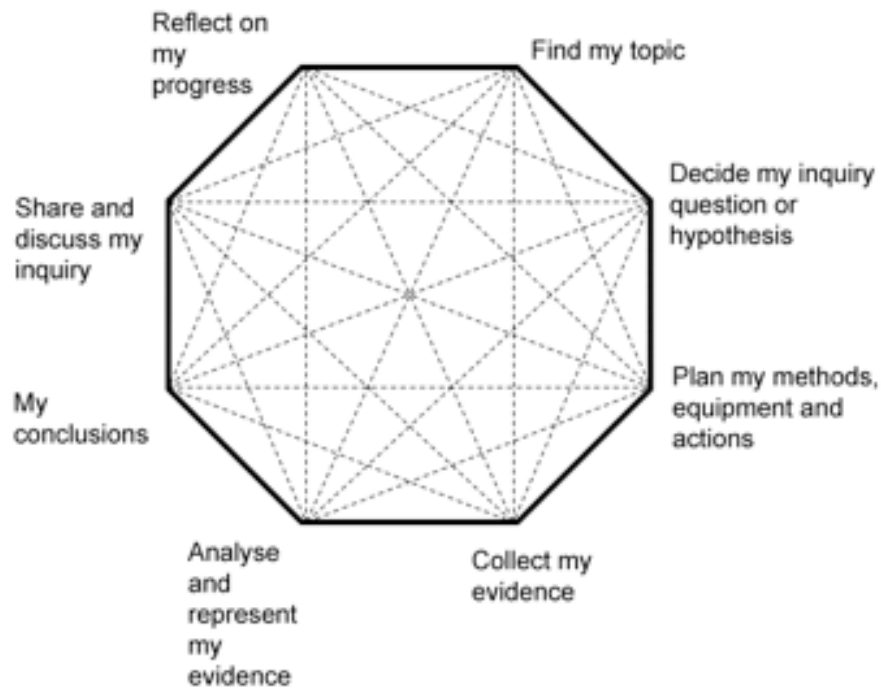 Reflect on
my
progress
Find my topic
Decide my inquiry
question or
hypothesis
Plan my methods,
equipment and
actions
Collect my
evidence
Analyse
and
represent
my
evidence
My
conclusions
Share and
discuss my
inquiry